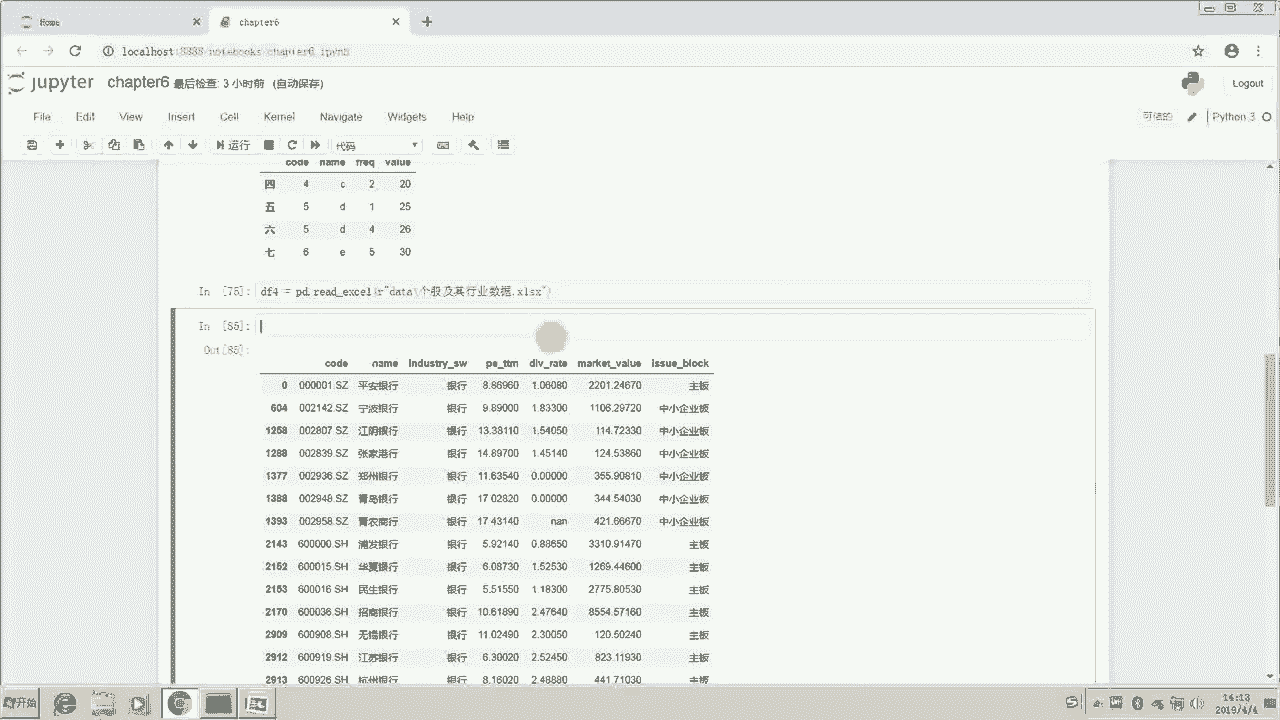 Home
chapter6
localhost:8888/notebooks/chapter6.ipynb
jupyter chapter6 最后检查: 3 小时前 (自动保存)
Logout
File Edit View Insert Cell Kernel Navigate Widgets Help
可信的 Python 3
运行 代码
code name freq value
四 4 c 2 20
五 5 d 1 25
六 5 d 4 26
七 6 e 5 30
In [75]: df4 = pd.read_excel(r"data\个股及其行业数据.xlsx")
In [85]:
Out[85]:
code name industry_sw pe_ttm div_rate market_value issue_block
0 000001.SZ 平安银行 银行 8.86960 1.06080 2201.24670 主板
604 002142.SZ 宁波银行 银行 9.89000 1.83300 1106.29720 中小企业板
1258 002807.SZ 江阴银行 银行 13.38110 1.54050 114.72330 中小企业板
1288 002839.SZ 张家港行 银行 14.89700 1.45140 124.53860 中小企业板
1377 002936.SZ 郑州银行 银行 11.63540 0.00000 355.90810 中小企业板
1388 002948.SZ 青岛银行 银行 17.02820 0.00000 344.54030 中小企业板
1393 002958.SZ 青农商行 银行 17.43140 nan 421.66670 中小企业板
2143 600000.SH 浦发银行 银行 5.92140 0.88650 3310.91470 主板
2152 600015.SH 华夏银行 银行 6.08730 1.52530 1269.44600 主板
2153 600016.SH 民生银行 银行 5.51550 1.18300 2775.80530 主板
2170 600036.SH 招商银行 银行 10.61890 2.47640 8554.57160 主板
2909 600908.SH 无锡银行 银行 11.02490 2.30050 120.50240 主板
2912 600919.SH 江苏银行 银行 6.30020 2.52450 823.11930 主板
2913 600926.SH 杭州银行 银行 8.16020 2.48880 441.71030 主板
开始
14:13
2019/4/4